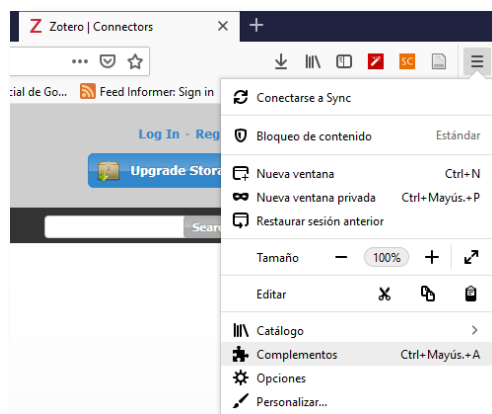 Z Zotero | Connectors
SC
cial de Go... Feed Informer: Sign in
Conectarse a Sync
Log In · Reg
Bloqueo de contenido Estándar
Upgrade Stora
Nueva ventana Ctrl+N
Nueva ventana privada Ctrl+Mayús.+P
Restaurar sesión anterior
Sear
Tamaño 100%
Editar
Catálogo
Complementos Ctrl+Mayús.+A
Opciones
Personalizar...